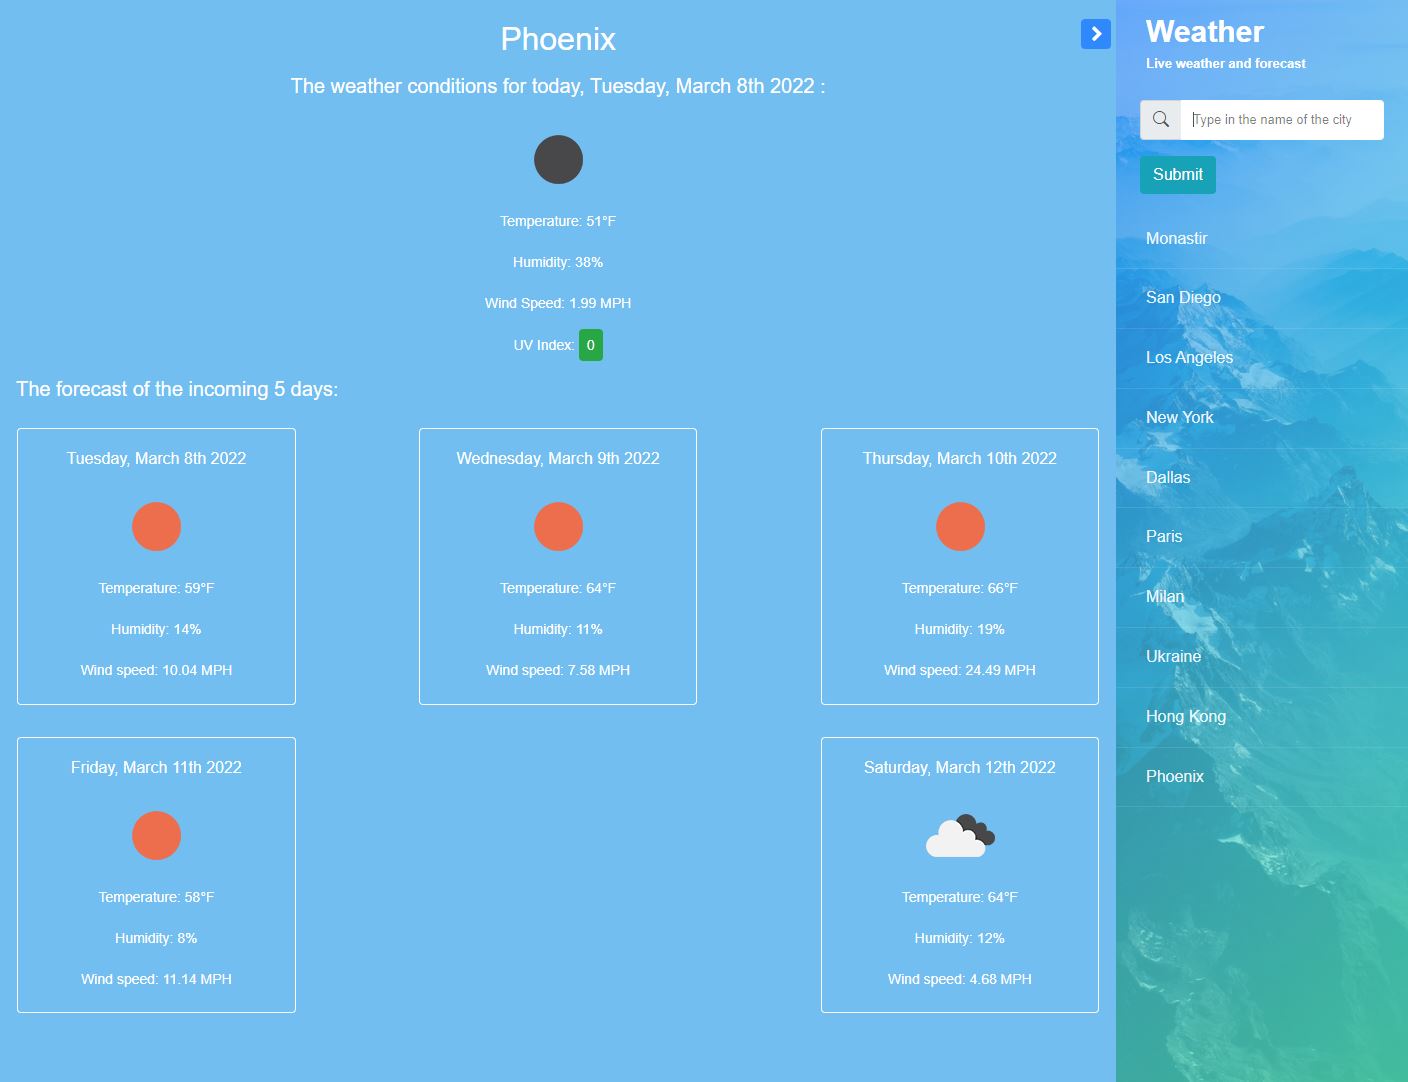 Phoenix
The weather conditions for today, Tuesday, March 8th 2022 :
Temperature: 51°F
Humidity: 38%
Wind Speed: 1.99 MPH
UV Index: 0
The forecast of the incoming 5 days:
Tuesday, March 8th 2022
Temperature: 59°F
Humidity: 14%
Wind speed: 10.04 MPH
Wednesday, March 9th 2022
Temperature: 64°F
Humidity: 11%
Wind speed: 7.58 MPH
Thursday, March 10th 2022
Temperature: 66°F
Humidity: 19%
Wind speed: 24.49 MPH
Friday, March 11th 2022
Temperature: 58°F
Humidity: 8%
Wind speed: 11.14 MPH
Saturday, March 12th 2022
Temperature: 64°F
Humidity: 12%
Wind speed: 4.68 MPH
Weather
Live weather and forecast
Type in the name of the city
Submit
Monastir
San Diego
Los Angeles
New York
Dallas
Paris
Milan
Ukraine
Hong Kong
Phoenix